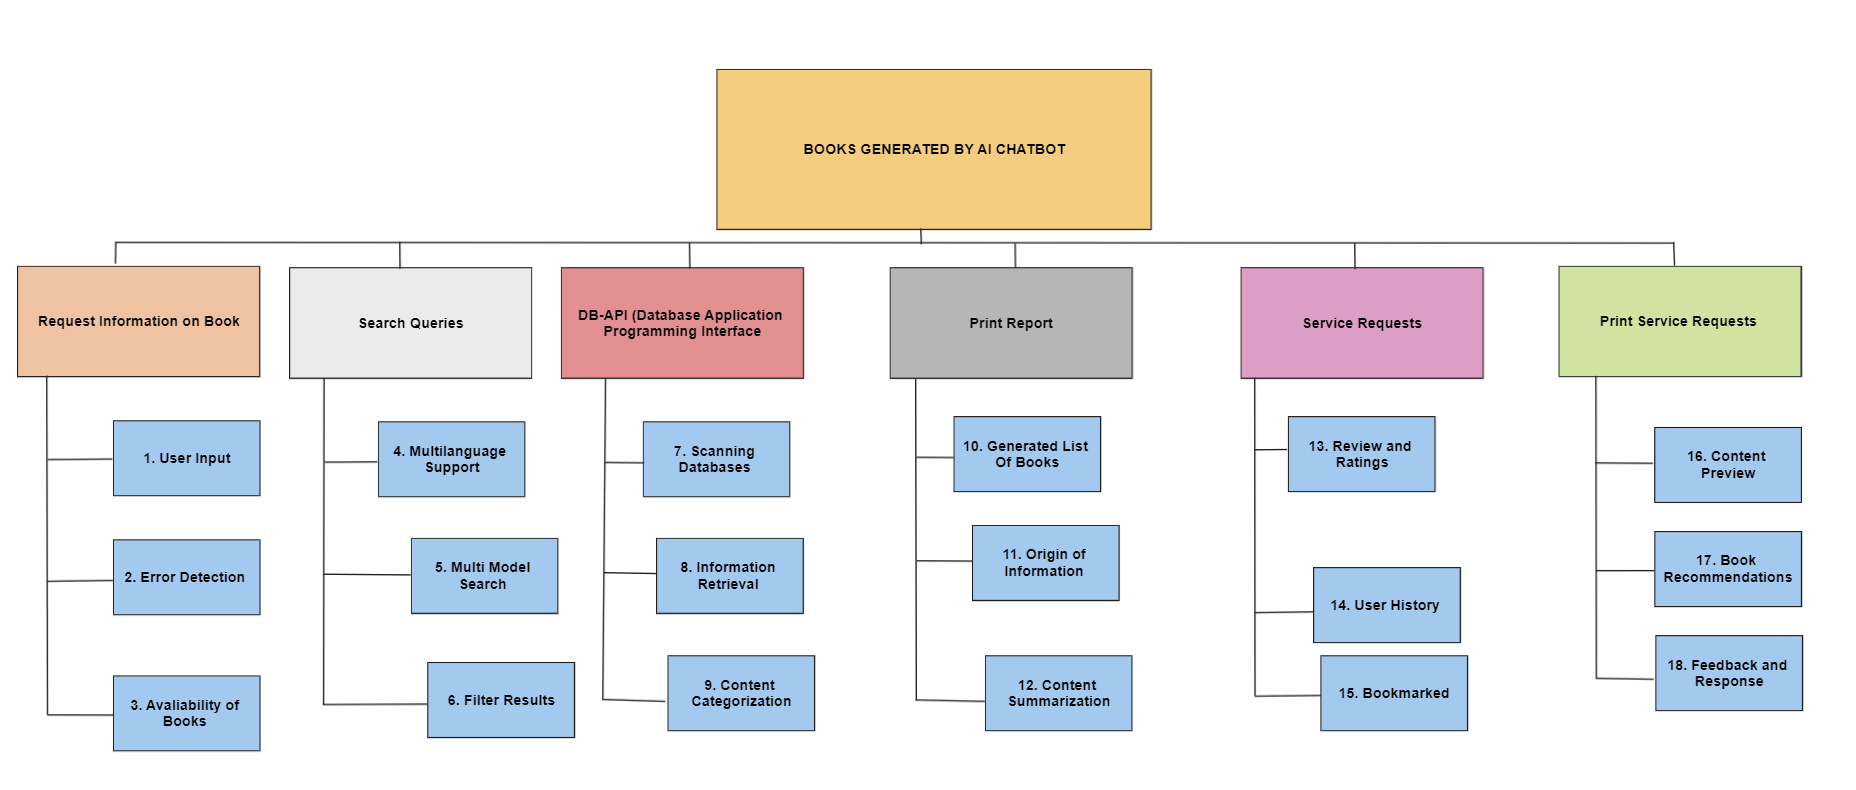 BOOKS GENERATED BY AI CHATBOT
Request Information on Book
Search Queries
DB-API (Database Application
Programming Interface
Print Report
Service Requests
Print Service Requests
1. User Input
2. Error Detection
3. Avaliability of
Books
4. Multilanguage
Support
5. Multi Model
Search
6. Filter Results
7. Scanning
Databases
8. Information
Retrieval
9. Content
Categorization
10. Generated List
Of Books
11. Origin of
Information
12. Content
Summarization
13. Review and
Ratings
14. User History
15. Bookmarked
16. Content
Preview
17. Book
Recommendations
18. Feedback and
Response